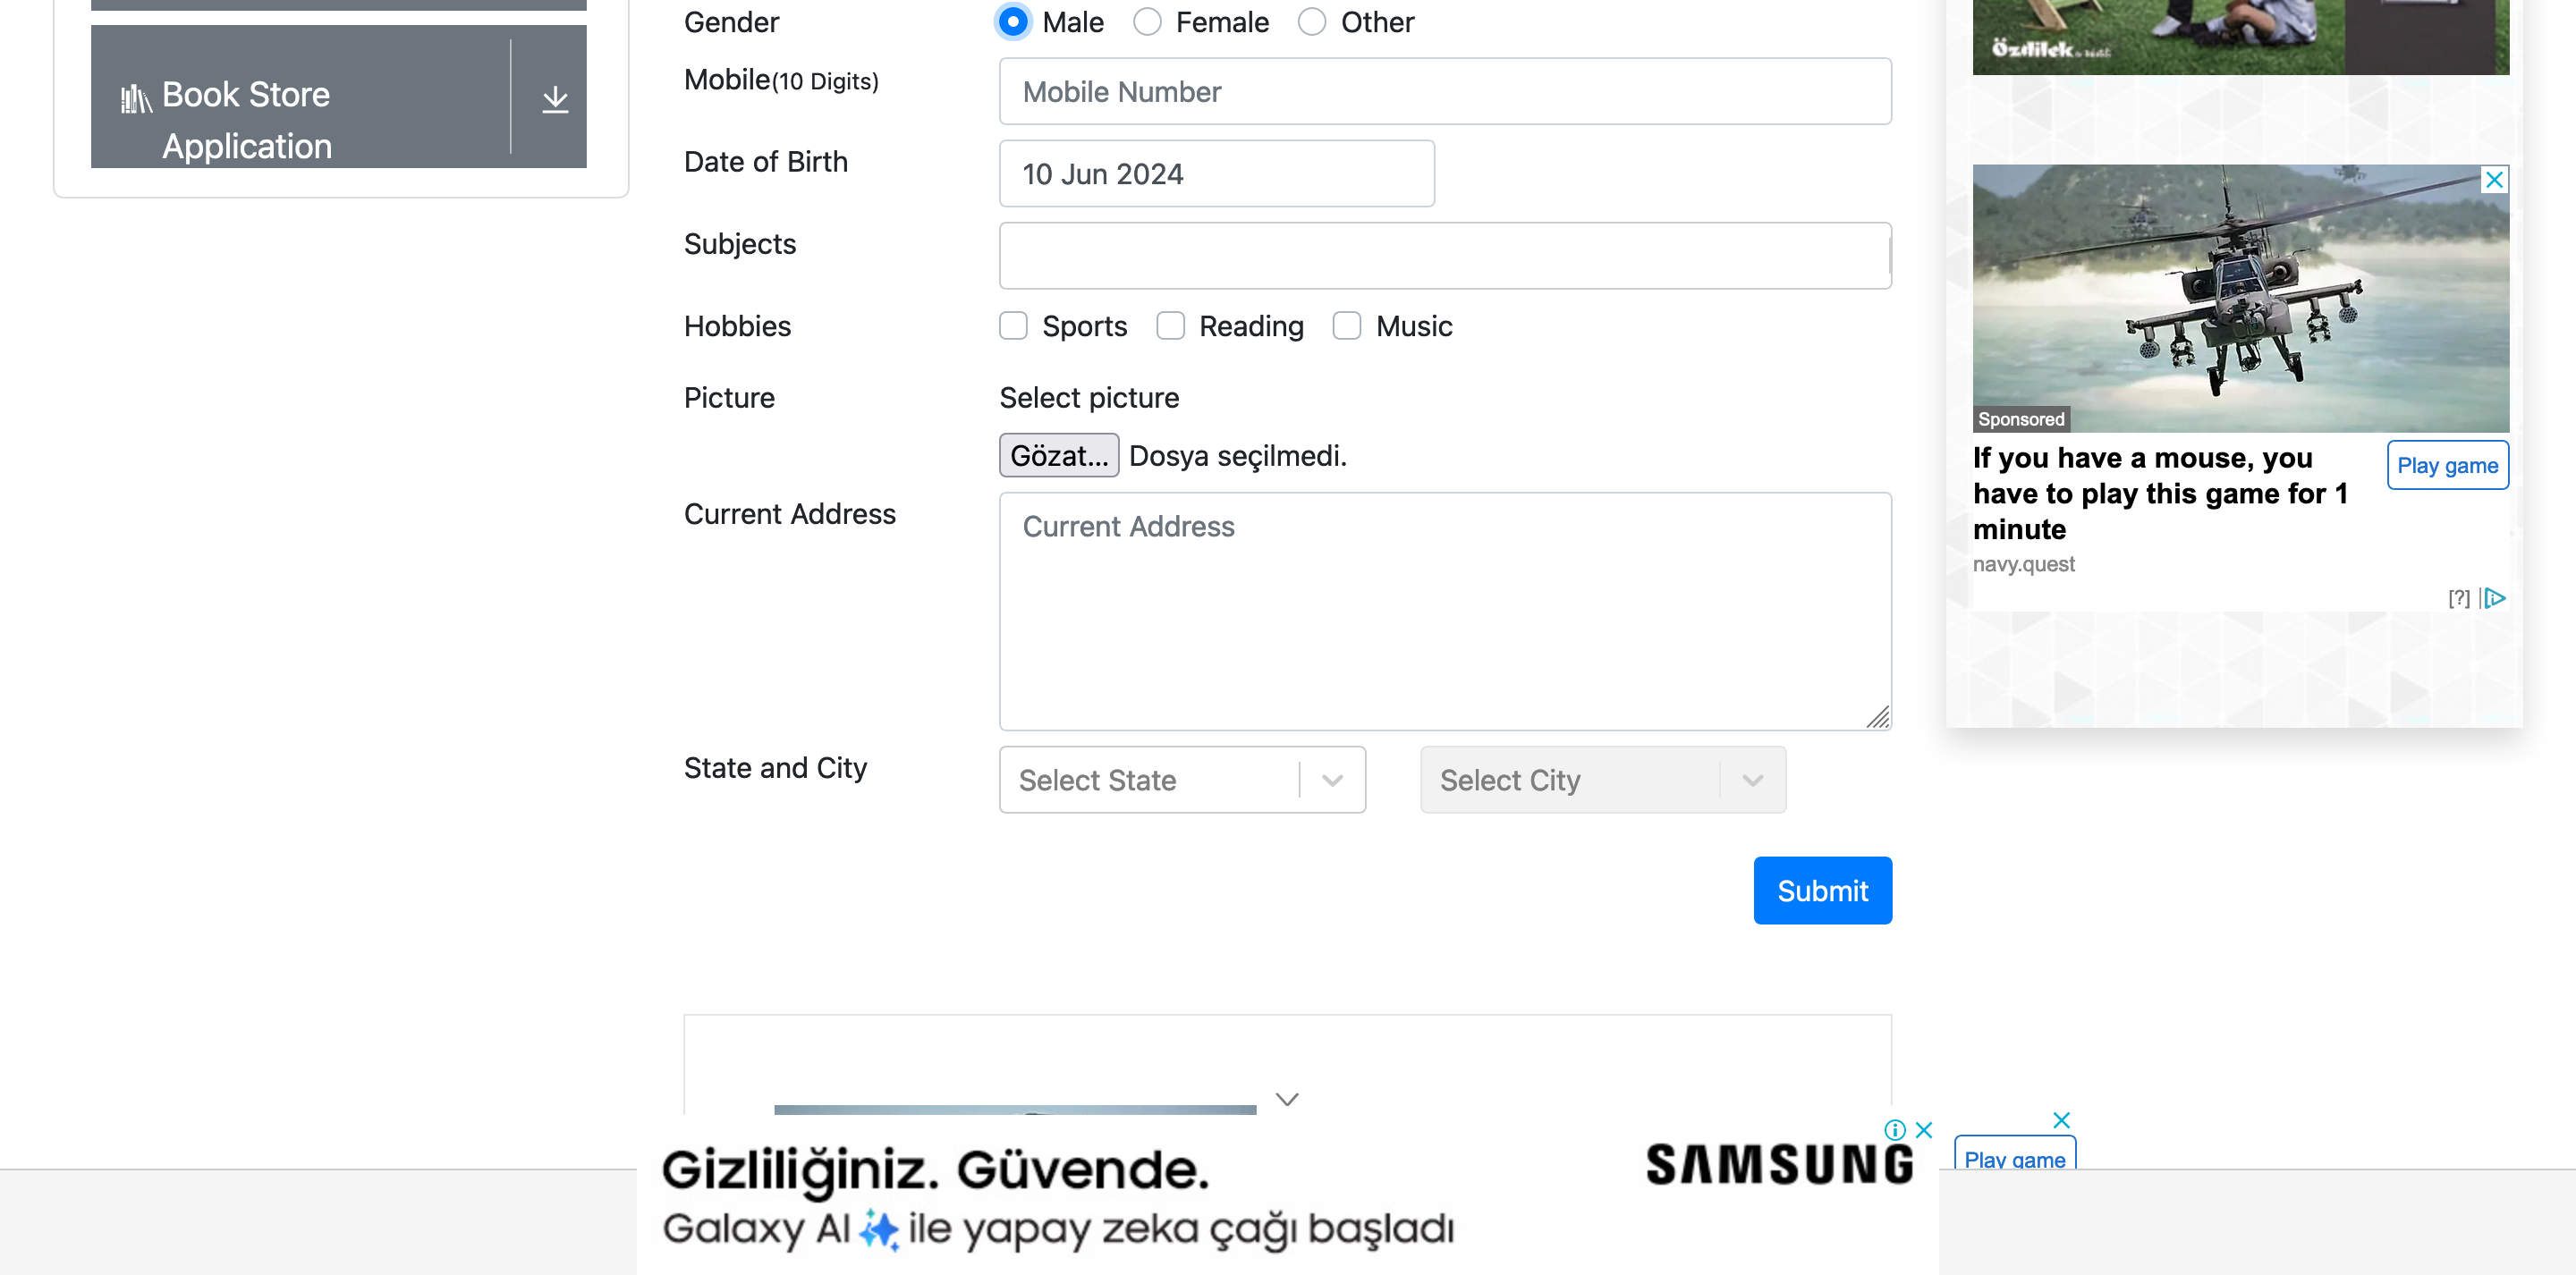 Book Store
Application
Gender
Male
Female
Other
Mobile(10 Digits)
Mobile Number
Date of Birth
10 Jun 2024
Subjects
Hobbies
Sports
Reading
Music
Picture
Select picture
Gözat...
Dosya seçilmedi.
Current Address
Current Address
State and City
Select State
Select City
Submit
Özdilek
Sponsored
If you have a mouse, you
have to play this game for 1
minute
Play game
navy.quest
[?]
Gizliliğiniz. Güvende.
Galaxy AI ile yapay zeka çağı başladı
SAMSUNG
Play game